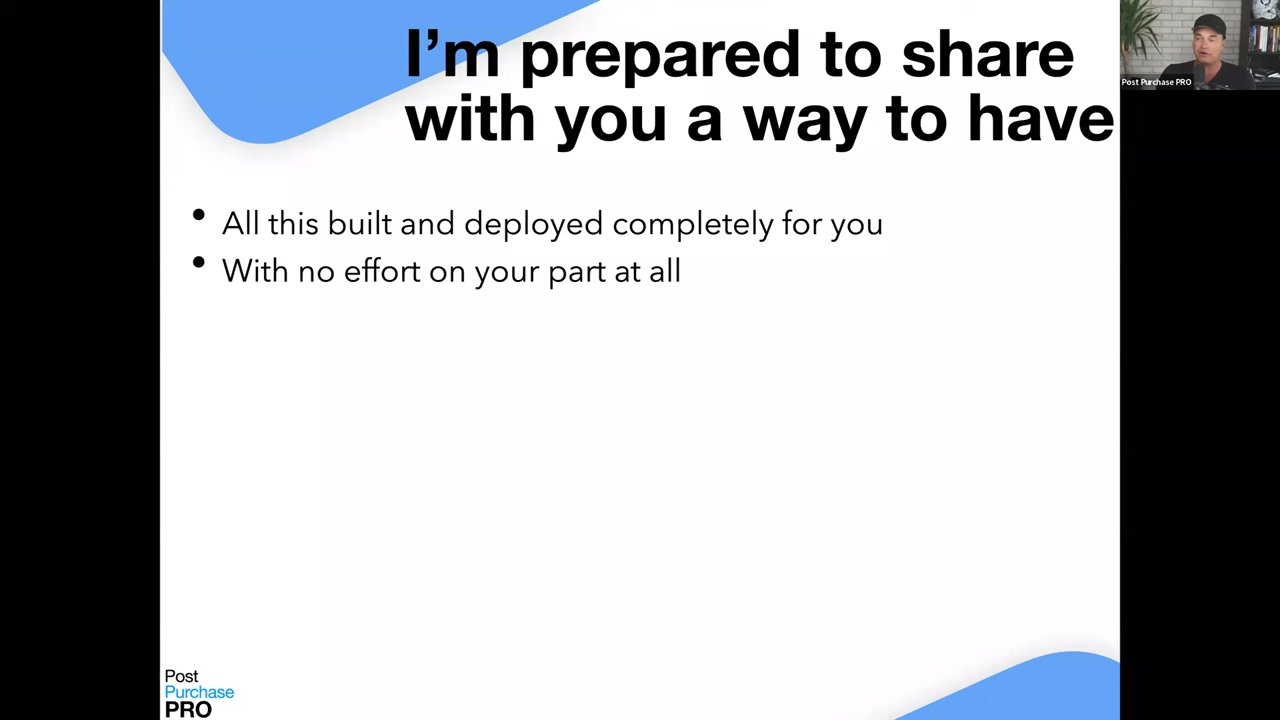 I'm prepared to share
with you a way to have
• All this built and deployed completely for you
• With no effort on your part at all
Post Purchase PRO
Post
Purchase
PRO